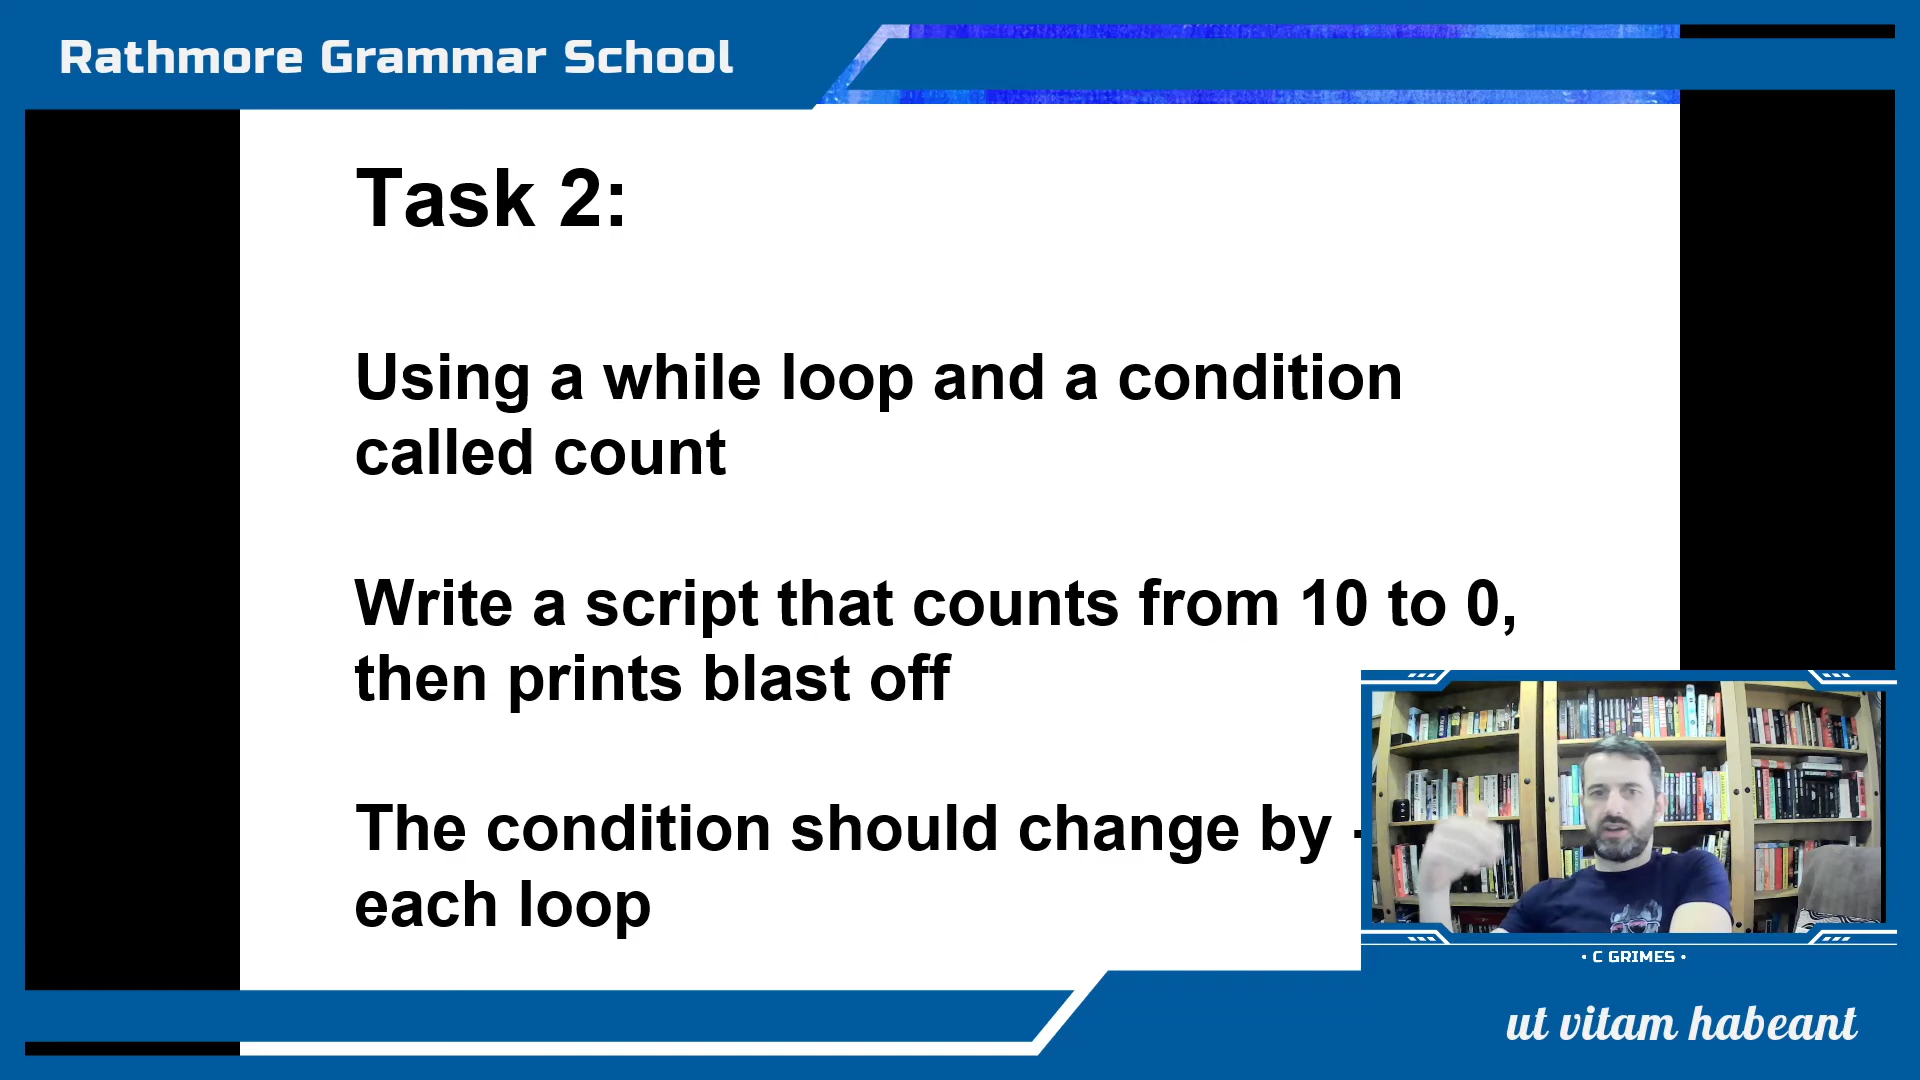 Rathmore Grammar School
Task 2:
Using a while loop and a condition
called count
Write a script that counts from 10 to 0,
then prints blast off
The condition should change by -
each loop
• C GRIMES •
ut vitam habeant